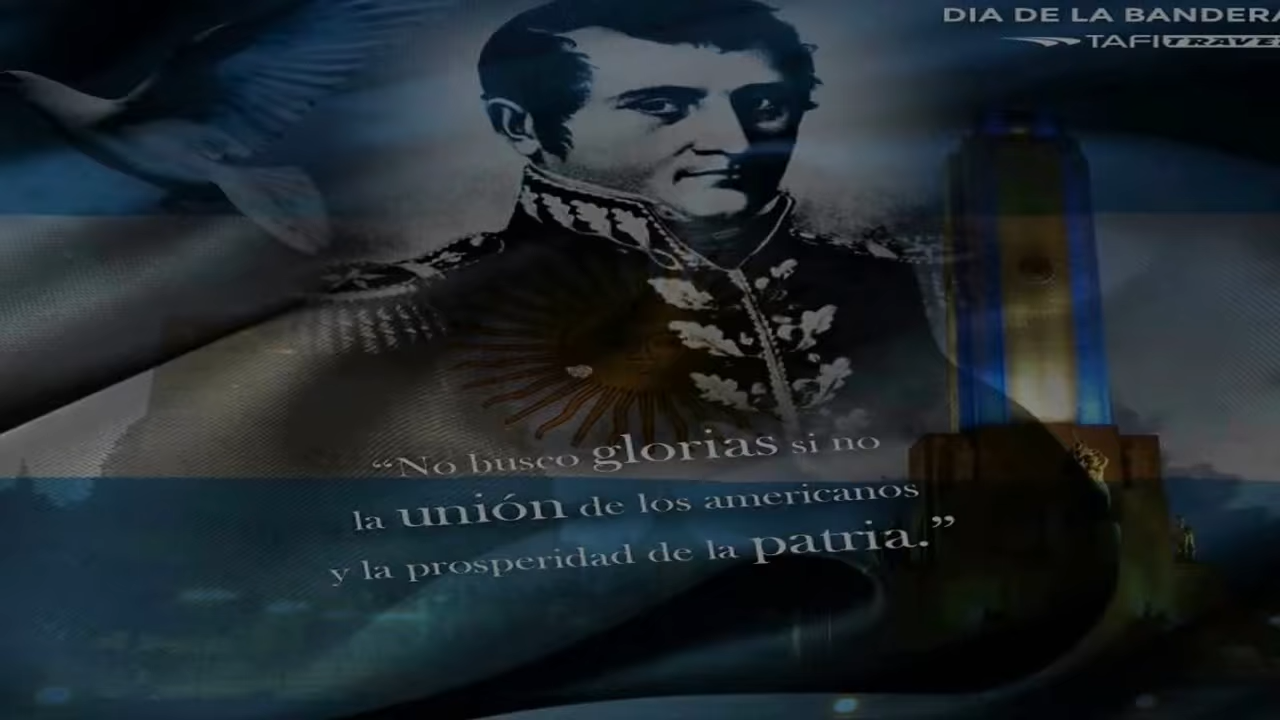 DIA DE LA BANDERA
TAFITRAVEL
“No busco glorias si no
la unión de los americanos
y la prosperidad de la patria.”